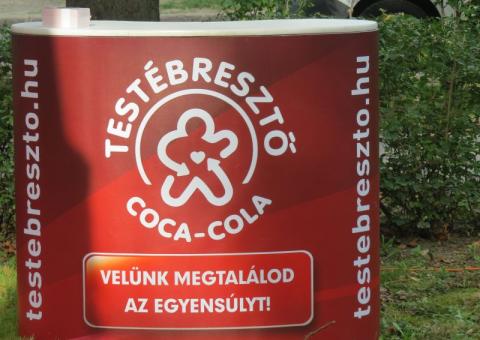 testebreszto.hu
TESTÉBRESZTŐ
COCA-COLA
VELÜNK MEGTALÁLOD
AZ EGYENSÚLYT!
testebreszto.hu